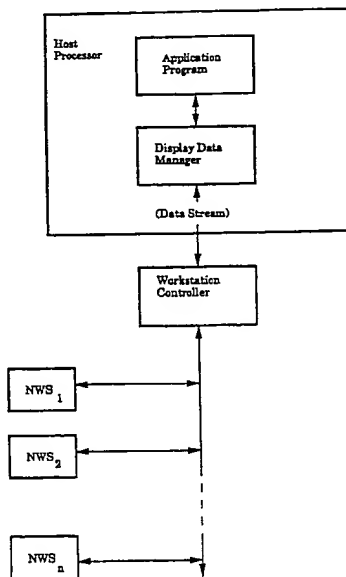 Host
Processor
Application
Program
Display Data
Manager
(Data Stream)
Workstation
Controller
NWS 1
NWS 2
NWS n